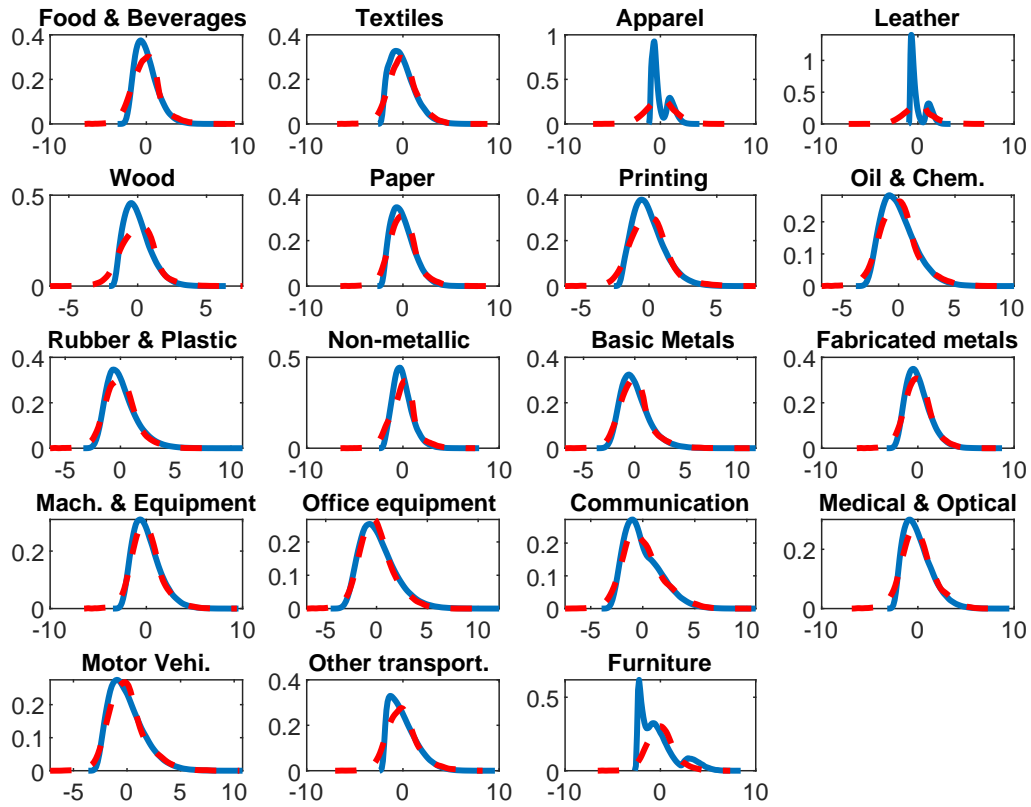 Food & Beverages Textiles Apparel Leather
0.4 0.4 1 1
0.2 0.2 0.5 0.5
0 0 0 0
-10 0 10 -10 0 10 -10 0 10 -10 0 10
Wood Paper Printing Oil & Chem.
0.5 0.4 0.4 0.2
0.2 0.2 0.1
0 0 0 0
-5 0 5 -10 0 10 -5 0 5 -5 0 5 10
Rubber & Plastic Non-metallic Basic Metals Fabricated metals
0.4 0.5 0.4 0.4
0.2 0.2 0.2
0 0 0 0
-5 0 5 10 -10 0 10 -5 0 5 10 -10 0 10
Mach. & Equipment Office equipment Communication Medical & Optical
0.2 0.2 0.2 0.2
0.1 0.1
0 0 0 0
-10 0 10 -5 0 5 10 -5 0 5 10 -10 0 10
Motor Vehi. Other transport. Furniture
0.2 0.4 0.5
0.1 0.2
0 0 0
-5 0 5 10 -10 0 10 -10 0 10